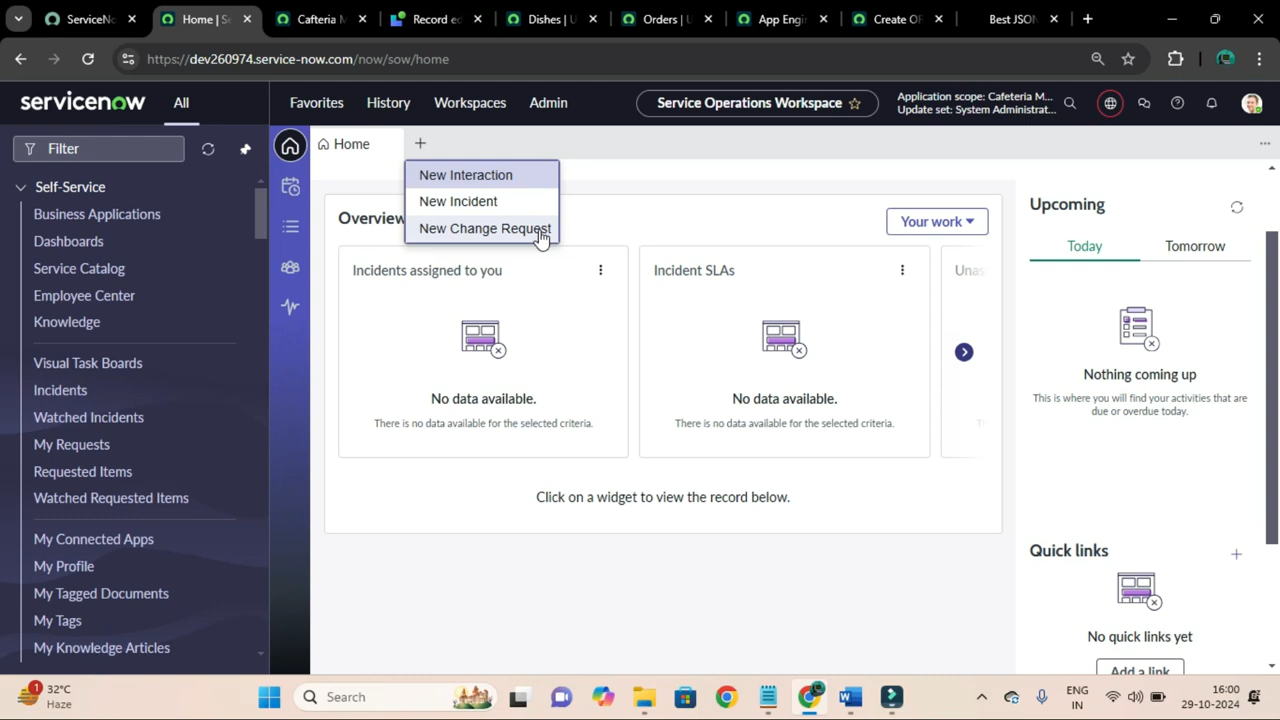 ServiceNo
Home | S
Cafteria M
Record ed
Dishes | U
Orders | U
App Engi
Create OF
Best JSON
https://dev260974.service-now.com/now/sow/home
servicenow
All
Favorites
History
Workspaces
Admin
Service Operations Workspace
Application scope: Cafeteria M...
Update set: System Administrat...
Filter
Home
Self-Service
Business Applications
Dashboards
Service Catalog
Employee Center
Knowledge
Visual Task Boards
Incidents
Watched Incidents
My Requests
Requested Items
Watched Requested Items
My Connected Apps
My Profile
My Tagged Documents
My Tags
My Knowledge Articles
New Interaction
New Incident
New Change Request
Overview
Your work
Incidents assigned to you
No data available.
There is no data available for the selected criteria.
Incident SLAs
No data available.
There is no data available for the selected criteria.
Unas
Click on a widget to view the record below.
Upcoming
Today
Tomorrow
Nothing coming up
This is where you will find your activities that are
due or overdue today.
Quick links
No quick links yet
Add a link
1
32°C
Haze
Search
ENG
IN
16:00
29-10-2024